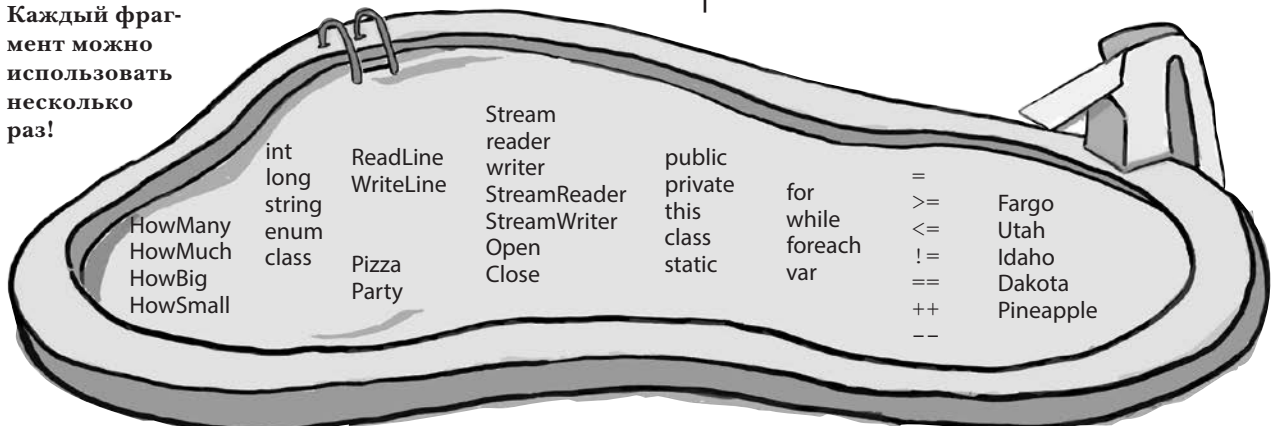 Каждый фраг-
мент можно
использовать
несколько
раз!
HowMany
HowMuch
HowBig
HowSmall
int
long
string
enum
class
ReadLine
WriteLine
Pizza
Party
Stream
reader
writer
StreamReader
StreamWriter
Open
Close
public
private
this
class
static
for
while
foreach
var
=
>=
<=
!=
==
++
--
Fargo
Utah
Idaho
Dakota
Pineapple